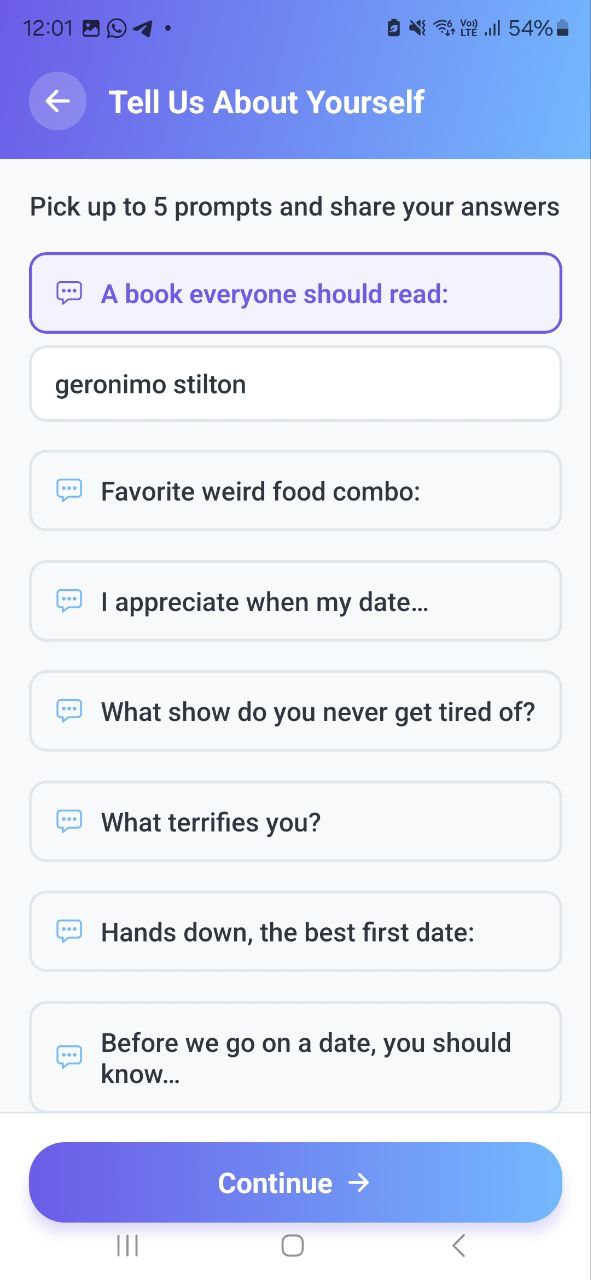 12:01
Vo))
LTE
54%
Tell Us About Yourself
Pick up to 5 prompts and share your answers
A book everyone should read:
geronimo stilton
Favorite weird food combo:
I appreciate when my date...
What show do you never get tired of?
What terrifies you?
Hands down, the best first date:
Before we go on a date, you should
know...
Continue